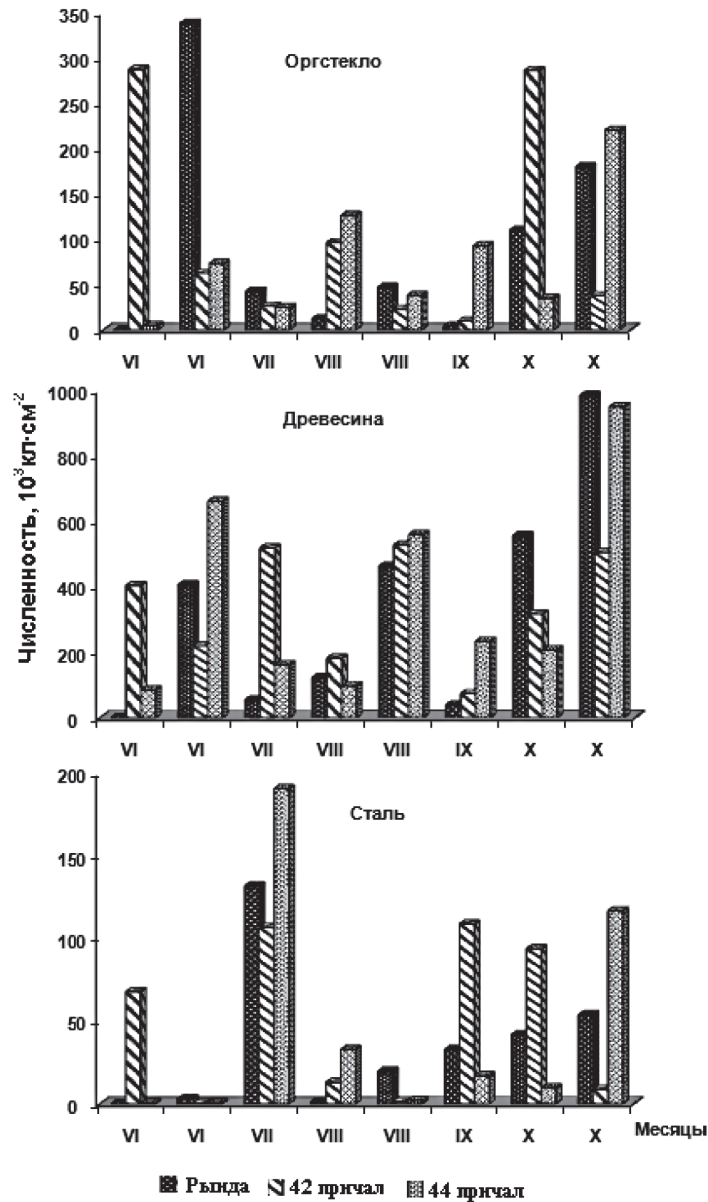 Оргстекло
350
300
250
200
150
100
50
0
VI VI VII VIII VIII IX X X
Численность, 10³ кл·см⁻²
Древесина
1000
800
600
400
200
0
VI VI VII VIII VIII IX X X
Сталь
200
150
100
50
0
VI VI VII VIII VIII IX X X Месяцы
Рында 42 причал 44 причал